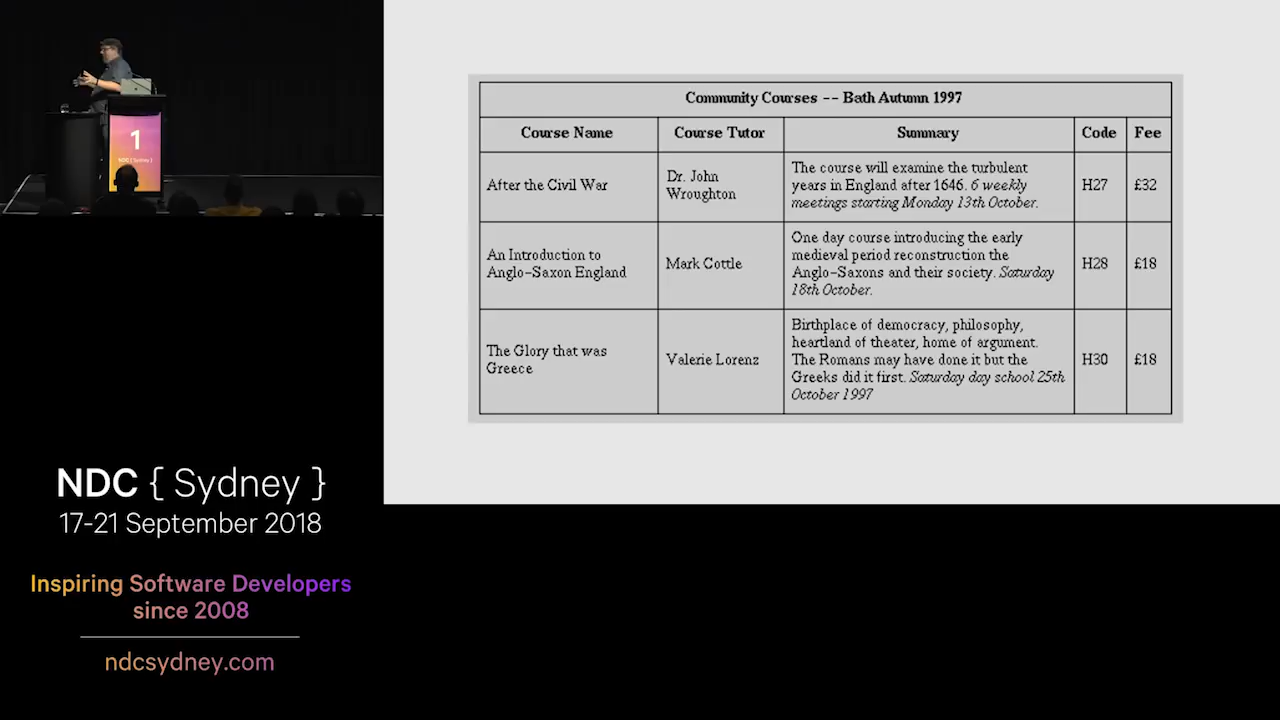 1
NDC { Sydney }
Community Courses -- Bath Autumn 1997
Course Name
Course Tutor
Summary
Code
Fee
After the Civil War
Dr. John
Wroughton
The course will examine the turbulent
years in England after 1646. 6 weekly
meetings starting Monday 13th October.
H27
£32
An Introduction to
Anglo-Saxon England
Mark Cottle
One day course introducing the early
medieval period reconstruction the
Anglo-Saxons and their society. Saturday
18th October.
H28
£18
The Glory that was
Greece
Valerie Lorenz
Birthplace of democracy, philosophy,
heartland of theater, home of argument.
The Romans may have done it but the
Greeks did it first. Saturday day school 25th
October 1997
H30
£18
NDC { Sydney }
17-21 September 2018
Inspiring Software Developers
since 2008
ndcsydney.com